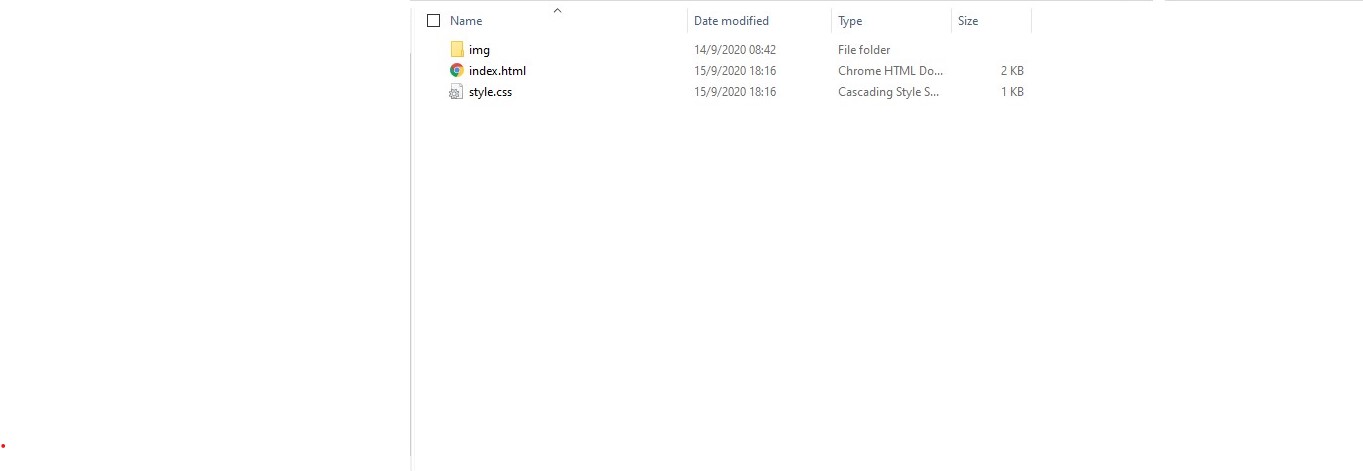 Name Date modified Type Size
img 14/9/2020 08:42 File folder
index.html 15/9/2020 18:16 Chrome HTML Do... 2 KB
style.css 15/9/2020 18:16 Cascading Style S... 1 KB